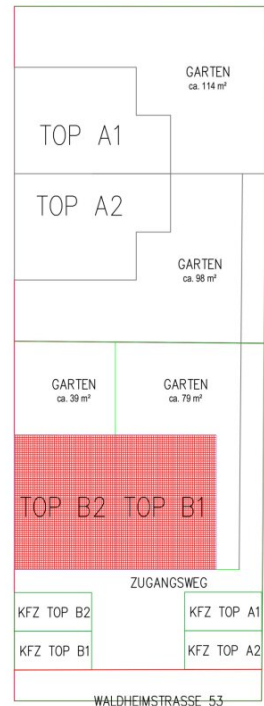 GARTEN
ca. 114 m²
TOP A1
TOP A2
GARTEN
ca. 98 m²
GARTEN
ca. 39 m²
GARTEN
ca. 79 m²
TOP B2 TOP B1
ZUGANGSWEG
KFZ TOP B2
KFZ TOP A1
KFZ TOP B1
KFZ TOP A2
WALDHEIMSTRASSE 53